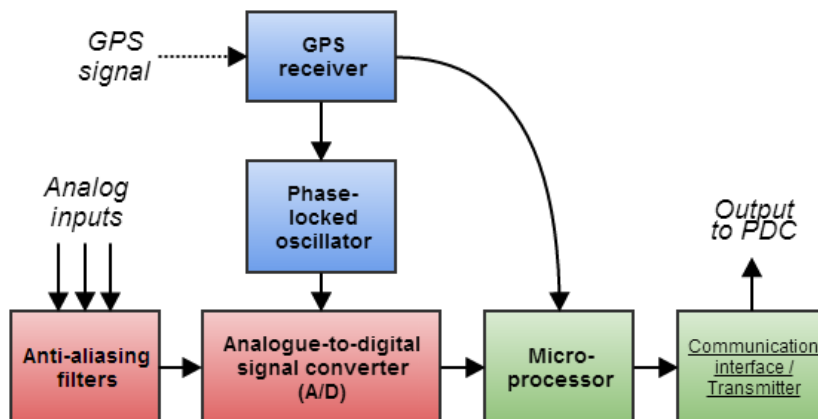 GPS
signal
GPS
receiver
Phase-
locked
oscillator
Analog
inputs
Output
to PDC
Anti-aliasing
filters
Analogue-to-digital
signal converter
(A/D)
Micro-
processor
Communication
interface /
Transmitter